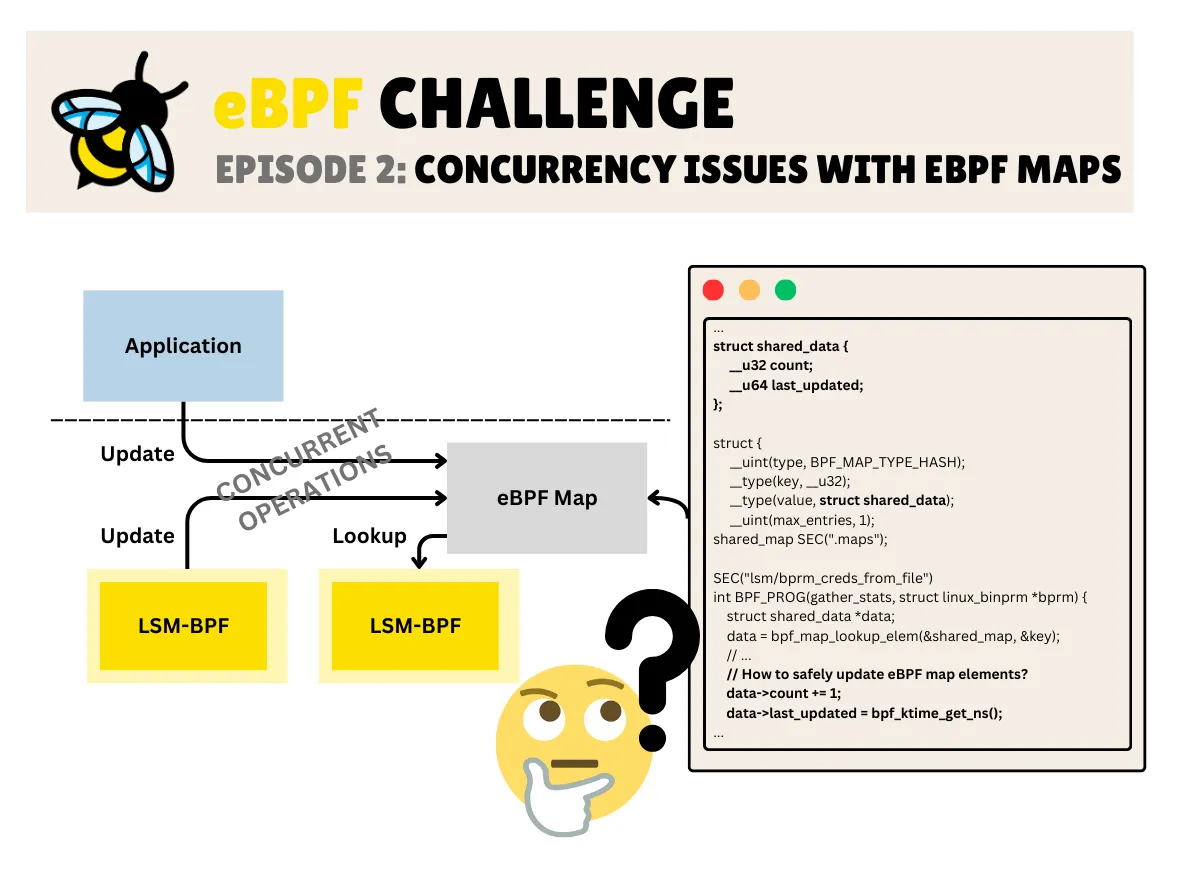 eBPF CHALLENGE
EPISODE 2: CONCURRENCY ISSUES WITH EBPF MAPS
Application
Update
CONCURRENT
OPERATIONS
eBPF Map
Update
Lookup
LSM-BPF
LSM-BPF
...
struct shared_data {
    __u32 count;
    __u64 last_updated;
};

struct {
    __uint(type, BPF_MAP_TYPE_HASH);
    __type(key, __u32);
    __type(value, struct shared_data);
    __uint(max_entries, 1);
shared_map SEC(".maps");

SEC("lsm/bprm_creds_from_file")
int BPF_PROG(gather_stats, struct linux_binprm *bprm) {
    struct shared_data *data;
    data = bpf_map_lookup_elem(&shared_map, &key);
    // ...
    // How to safely update eBPF map elements?
    data->count += 1;
    data->last_updated = bpf_ktime_get_ns();
...
?